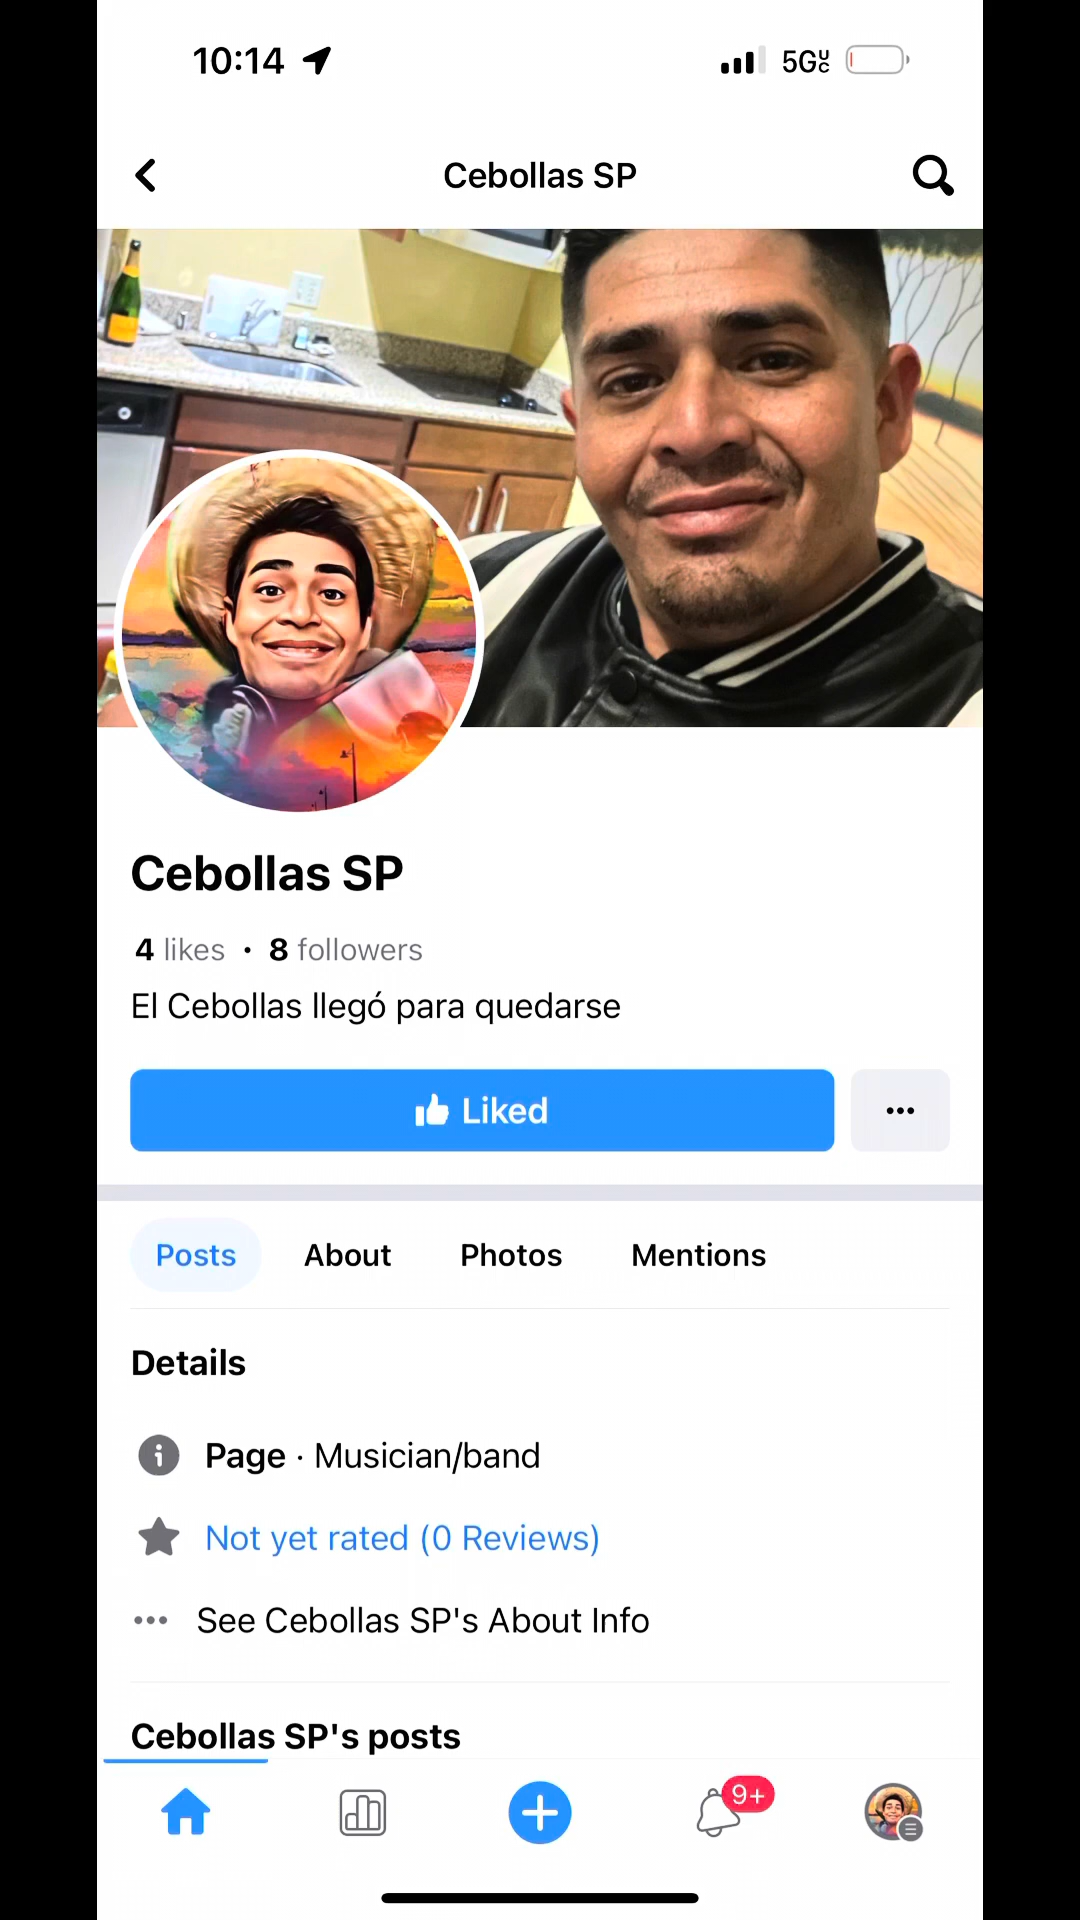 10:14
5GUC
Cebollas SP
Cebollas SP
4 likes · 8 followers
El Cebollas llegó para quedarse
Liked
Posts About Photos Mentions
Details
Page · Musician/band
Not yet rated (0 Reviews)
See Cebollas SP's About Info
Cebollas SP's posts
9+